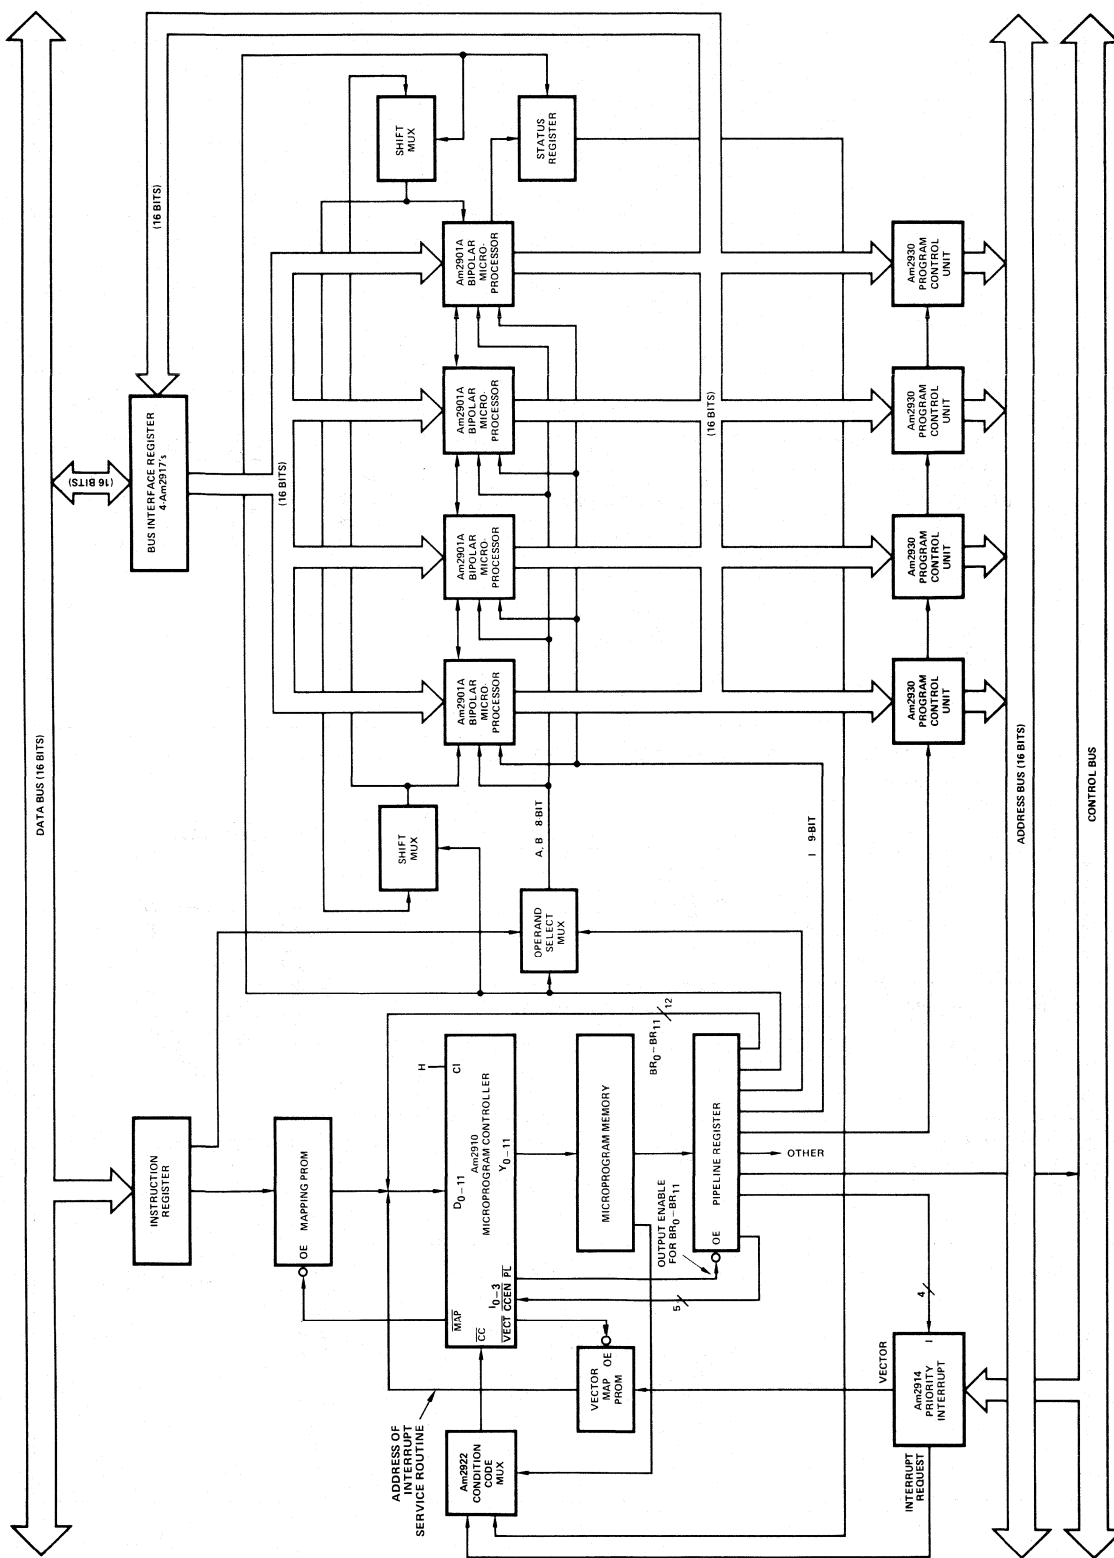 DATA BUS (16 BITS)
(16 BITS)
BUS INTERFACE REGISTER
4-Am2917's
(16 BITS)
(16 BITS)
SHIFT
MUX
STATUS
REGISTER
Am2901A
BIPOLAR
MICRO-
PROCESSOR
Am2901A
BIPOLAR
MICRO-
PROCESSOR
Am2901A
BIPOLAR
MICRO-
PROCESSOR
Am2901A
BIPOLAR
MICRO-
PROCESSOR
(16 BITS)
Am2930
PROGRAM
CONTROL
UNIT
Am2930
PROGRAM
CONTROL
UNIT
Am2930
PROGRAM
CONTROL
UNIT
Am2930
PROGRAM
CONTROL
UNIT
ADDRESS BUS (16 BITS)
CONTROL BUS
SHIFT
MUX
A, B 8-BIT
I 9-BIT
OPERAND
SELECT
MUX
INSTRUCTION
REGISTER
OE MAPPING PROM
H
CI
D0–11
Am2910
MICROPROGRAM CONTROLLER
Y0–11
MAP
CC
I0–3
VECT CCEN PL
BR0–BR11
12
MICROPROGRAM MEMORY
OUTPUT ENABLE
FOR BR0–BR11
OE PIPELINE REGISTER
5
OTHER
4
VECTOR
MAP OE
PROM
ADDRESS OF
INTERRUPT
SERVICE ROUTINE
Am2922
CONDITION
CODE
MUX
VECTOR
I
Am2914
PRIORITY
INTERRUPT
INTERRUPT
REQUEST